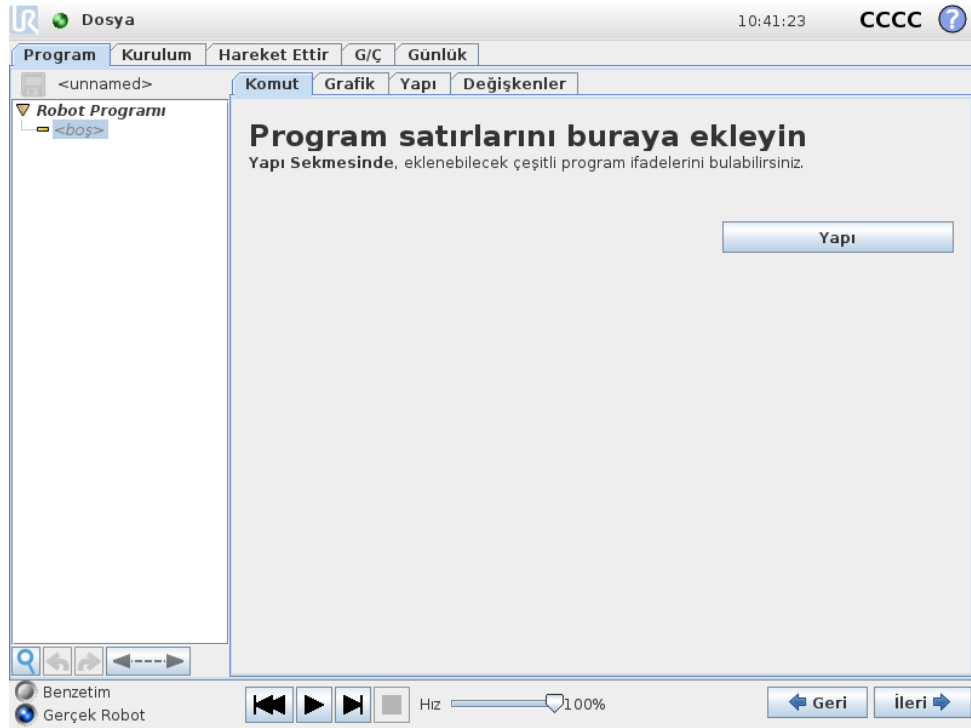 UR Dosya 10:41:23 CCCC ?
Program Kurulum Hareket Ettir G/Ç Günlük
<unnamed> Komut Grafik Yapı Değişkenler
Robot Programı
<boş>
Program satırlarını buraya ekleyin
Yapı Sekmesinde, eklenebilecek çeşitli program ifadelerini bulabilirsiniz.
Yapı
Benzetim
Gerçek Robot
Hız 100% Geri İleri